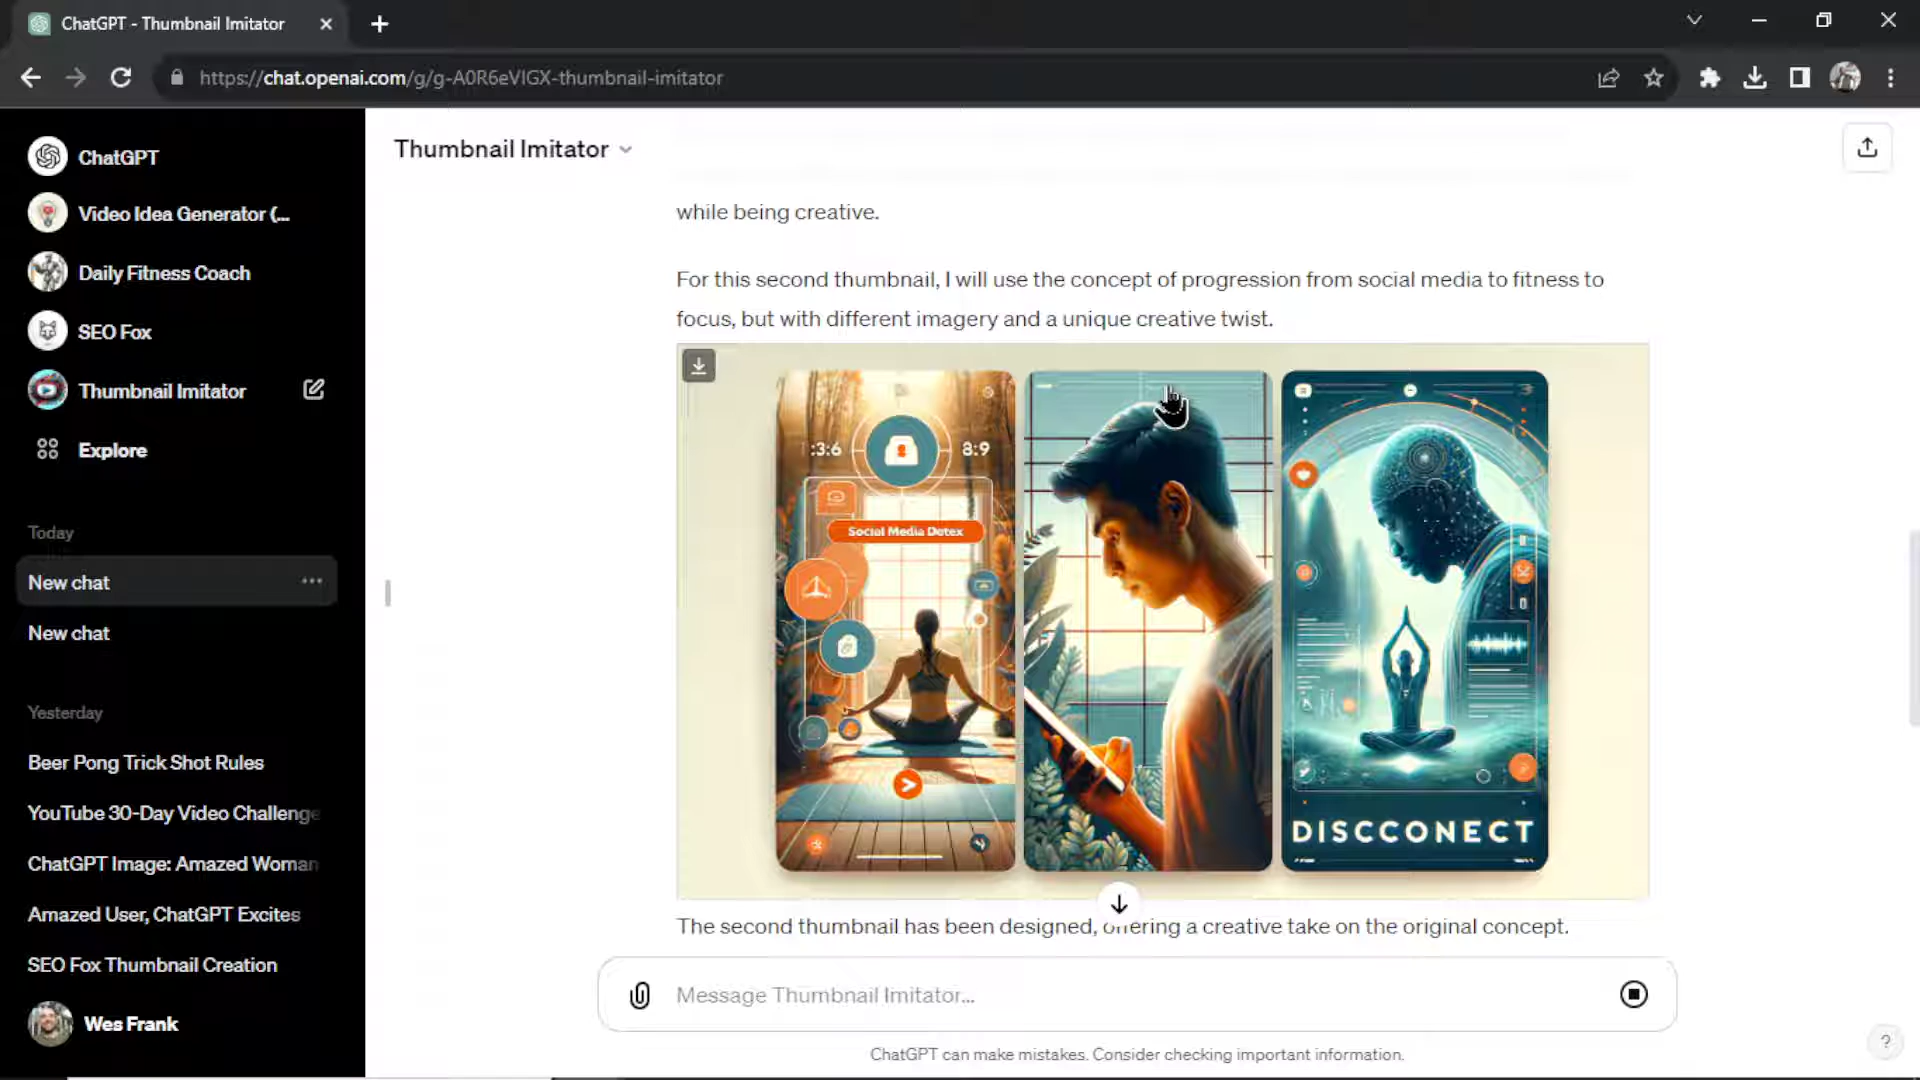 ChatGPT - Thumbnail Imitator
https://chat.openai.com/g/g-A0R6eVIGX-thumbnail-imitator
ChatGPT
Video Idea Generator (...
Daily Fitness Coach
SEO Fox
Thumbnail Imitator
Explore
Today
New chat
New chat
Yesterday
Beer Pong Trick Shot Rules
YouTube 30-Day Video Challenge
ChatGPT Image: Amazed Woman
Amazed User, ChatGPT Excites
SEO Fox Thumbnail Creation
Wes Frank
Thumbnail Imitator
while being creative.
For this second thumbnail, I will use the concept of progression from social media to fitness to
focus, but with different imagery and a unique creative twist.
:3:6
8:9
Social Media Detex
DISCCONECT
The second thumbnail has been designed, offering a creative take on the original concept.
Message Thumbnail Imitator...
ChatGPT can make mistakes. Consider checking important information.
?